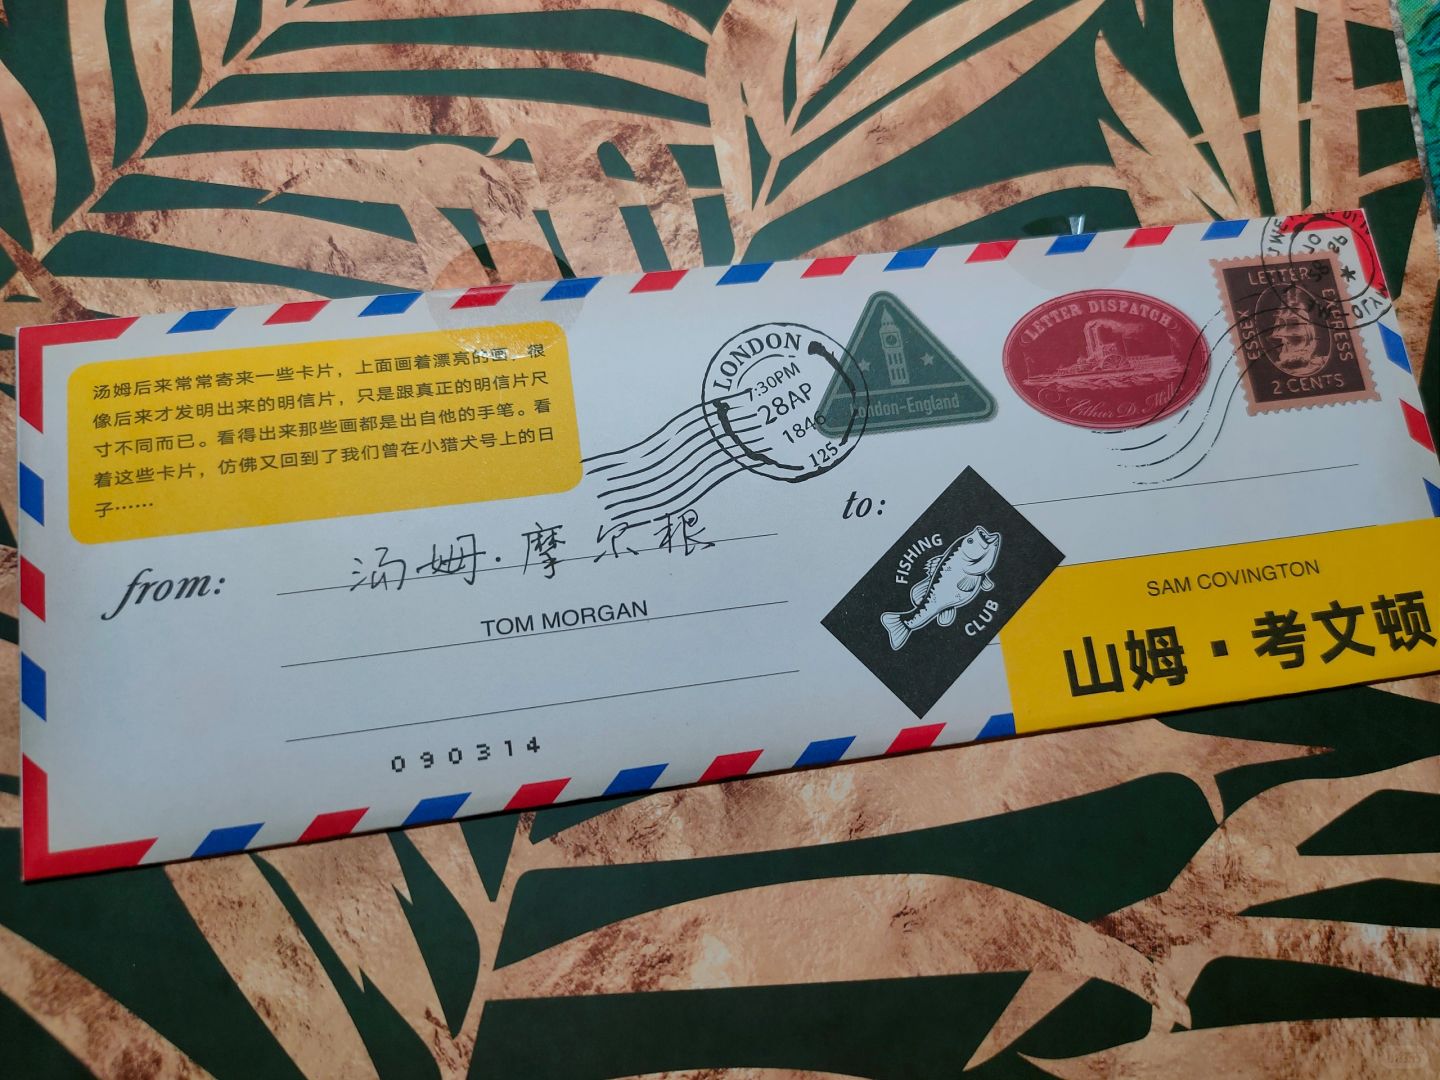 汤姆后来常常寄来一些卡片，上面画着漂亮的画，很
像后来才发明出来的明信片，只是跟真正的明信片尺
寸不同而已。看得出来那些画都是出自他的手笔。看
着这些卡片，仿佛又回到了我们曾在小猎犬号上的日
子……
from:
汤姆·摩尔根
TOM MORGAN
090314
LONDON
7:30PM
28AP
1846
125
London-England
LETTER DISPATCH
Arthur D. Mill
LETTER
ESSEX
EXPRESS
2 CENTS
to:
FISHING
CLUB
SAM COVINGTON
山姆·考文顿